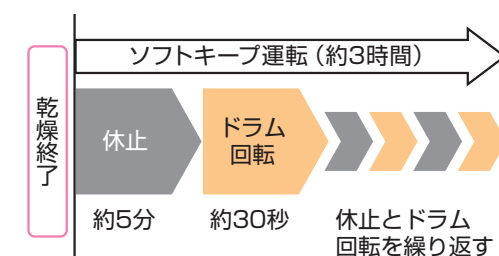 ソフトキープ運転（約3時間）
乾燥終了
休止
ドラム
回転
約5分
約30秒
休止とドラム
回転を繰り返す